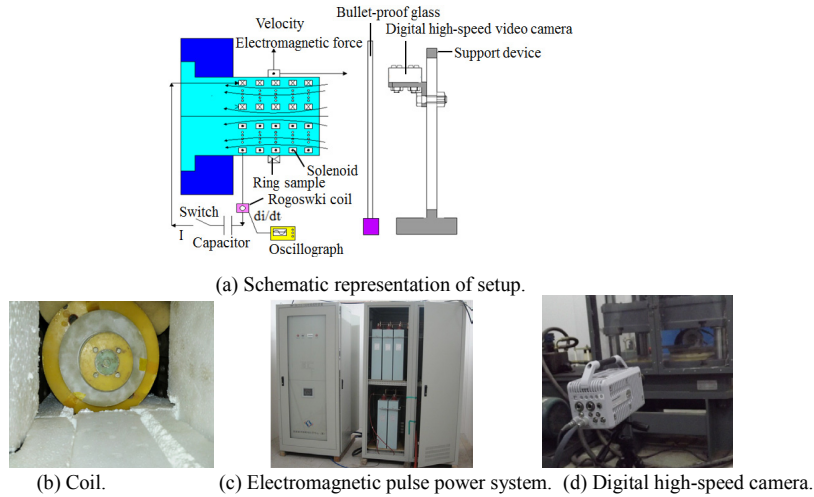 Bullet-proof glass
Velocity
Digital high-speed video camera
Electromagnetic force
Support device
Solenoid
Ring sample
Rogoswki coil
Switch
di/dt
I
Capacitor
Oscillograph
(a) Schematic representation of setup.
(b) Coil.
(c) Electromagnetic pulse power system.
(d) Digital high-speed camera.